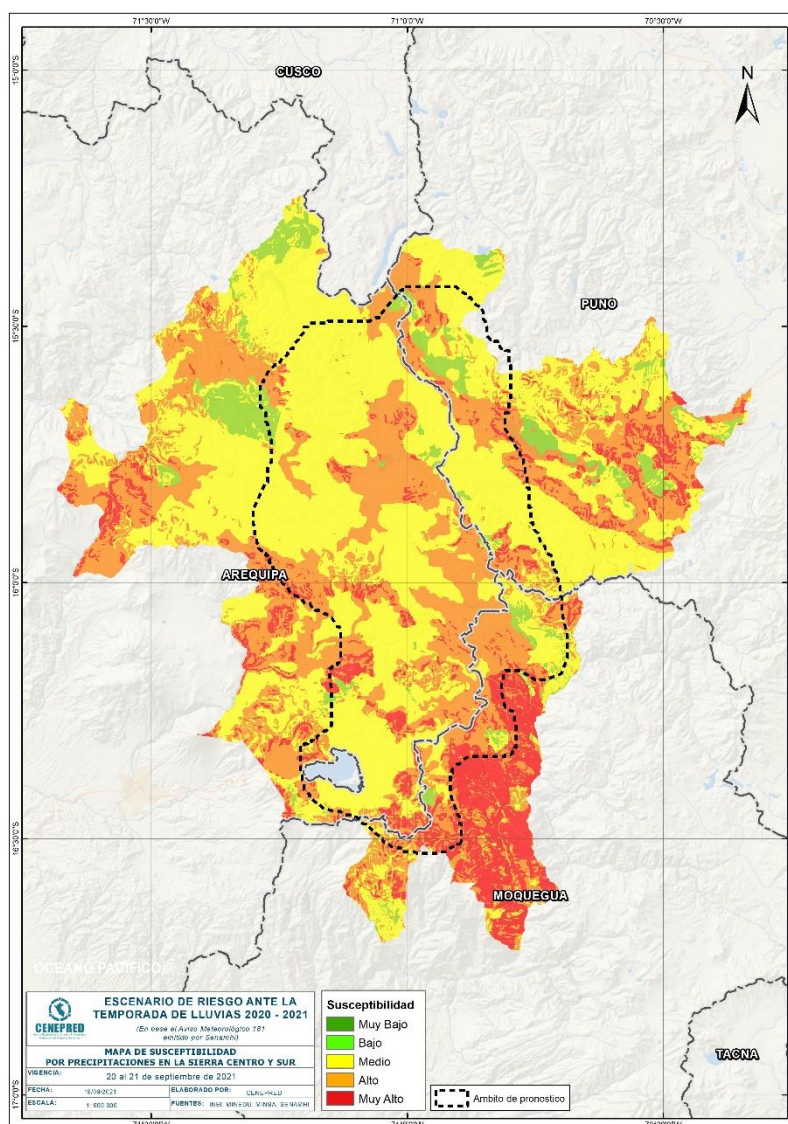 71°30'0"W
71°0'0"W
70°30'0"W
CUSCO
N
15°0'0"S
PUNO
15°30'0"S
AREQUIPA
16°0'0"S
16°30'0"S
MOQUEGUA
OCEANO PACIFICO
TACNA
17°0'0"S
CENEPRED
ESCENARIO DE RIESGO ANTE LA
TEMPORADA DE LLUVIAS 2020 - 2021
(En base al Aviso Meteorológico 181
emitido por Senamhi)
MAPA DE SUSCEPTIBILIDAD
POR PRECIPITACIONES EN LA SIERRA CENTRO Y SUR
VIGENCIA:
20 al 21 de septiembre de 2021
FECHA:
ELABORADO POR: CENEPRED
ESCALA:
FUENTES: INEI, MINEDU, MINSA, SENAMHI
Susceptibilidad
Muy Bajo
Bajo
Medio
Alto
Muy Alto
Ambito de pronostico